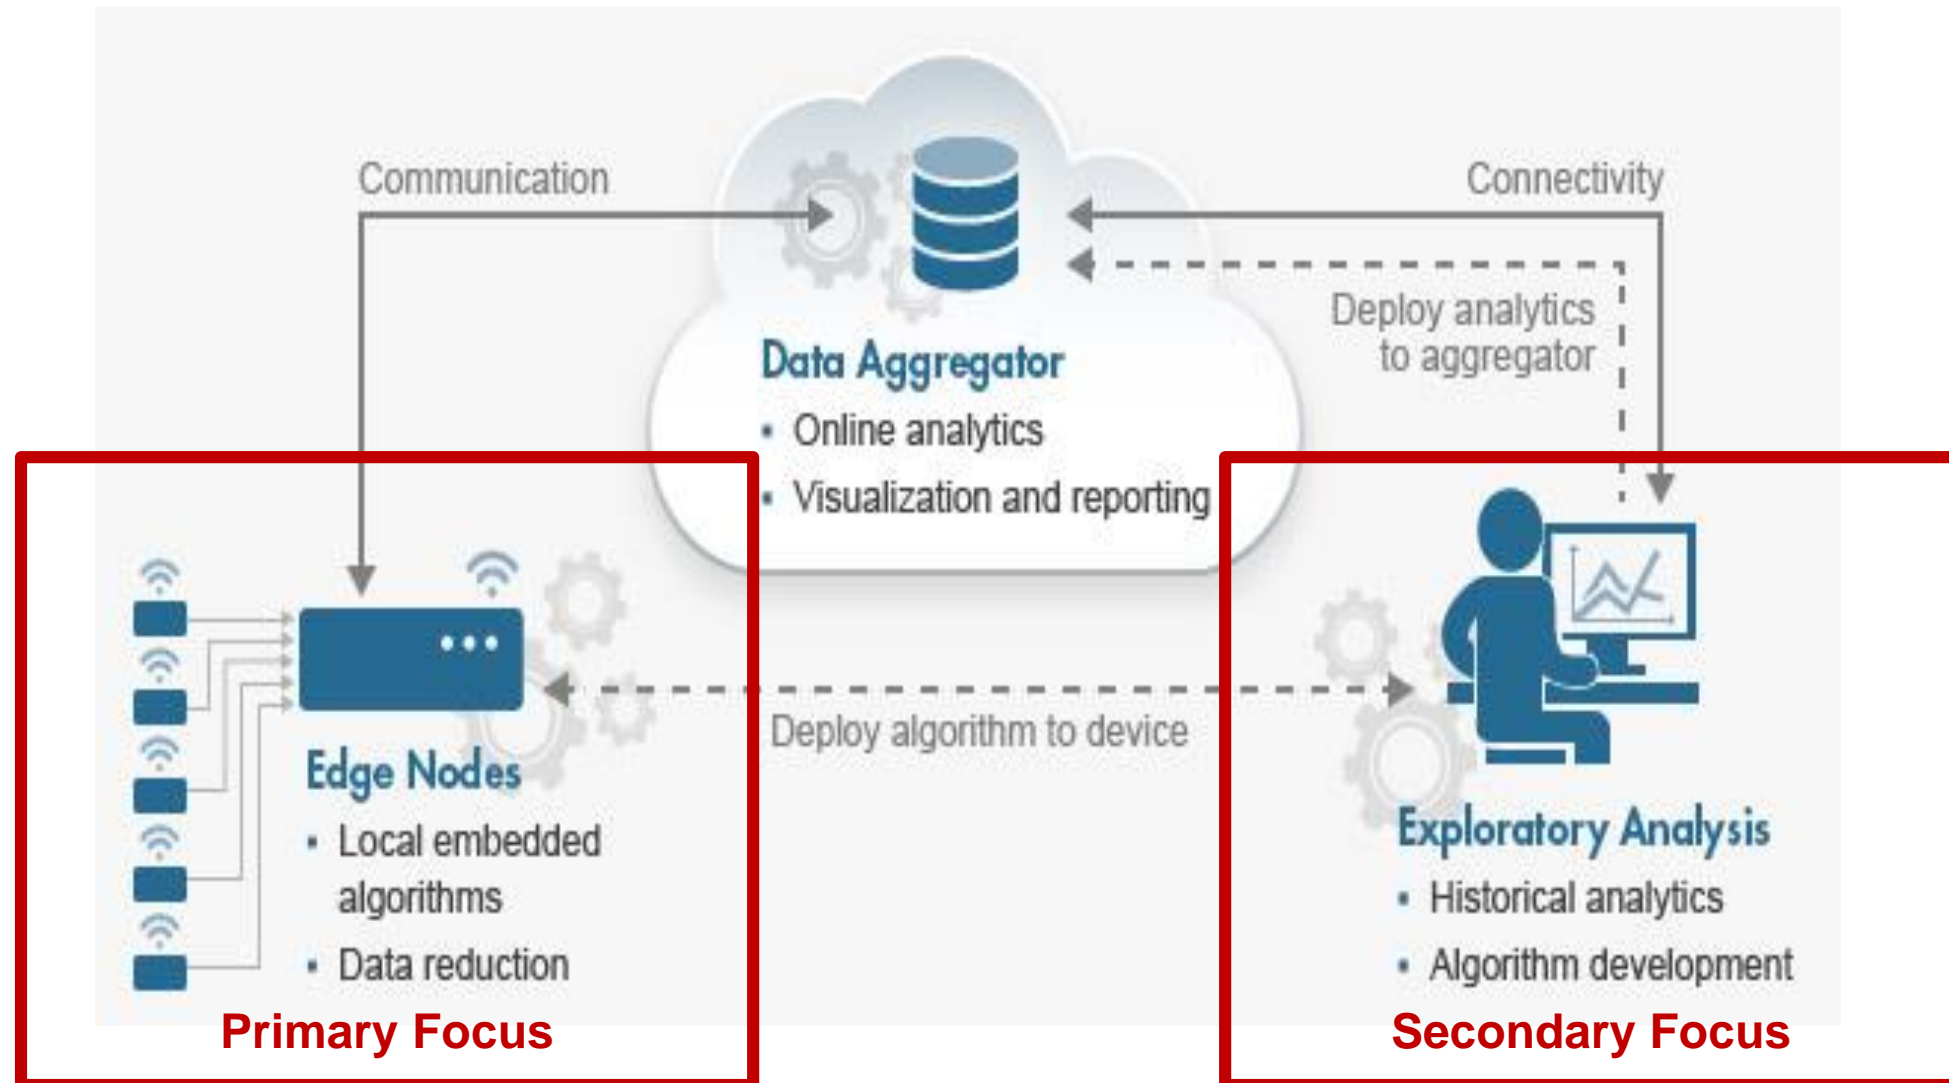 Communication
Connectivity
Deploy analytics
to aggregator
Data Aggregator
▪ Online analytics
▪ Visualization and reporting
Deploy algorithm to device
Edge Nodes
▪ Local embedded
algorithms
▪ Data reduction
Primary Focus
Exploratory Analysis
▪ Historical analytics
▪ Algorithm development
Secondary Focus